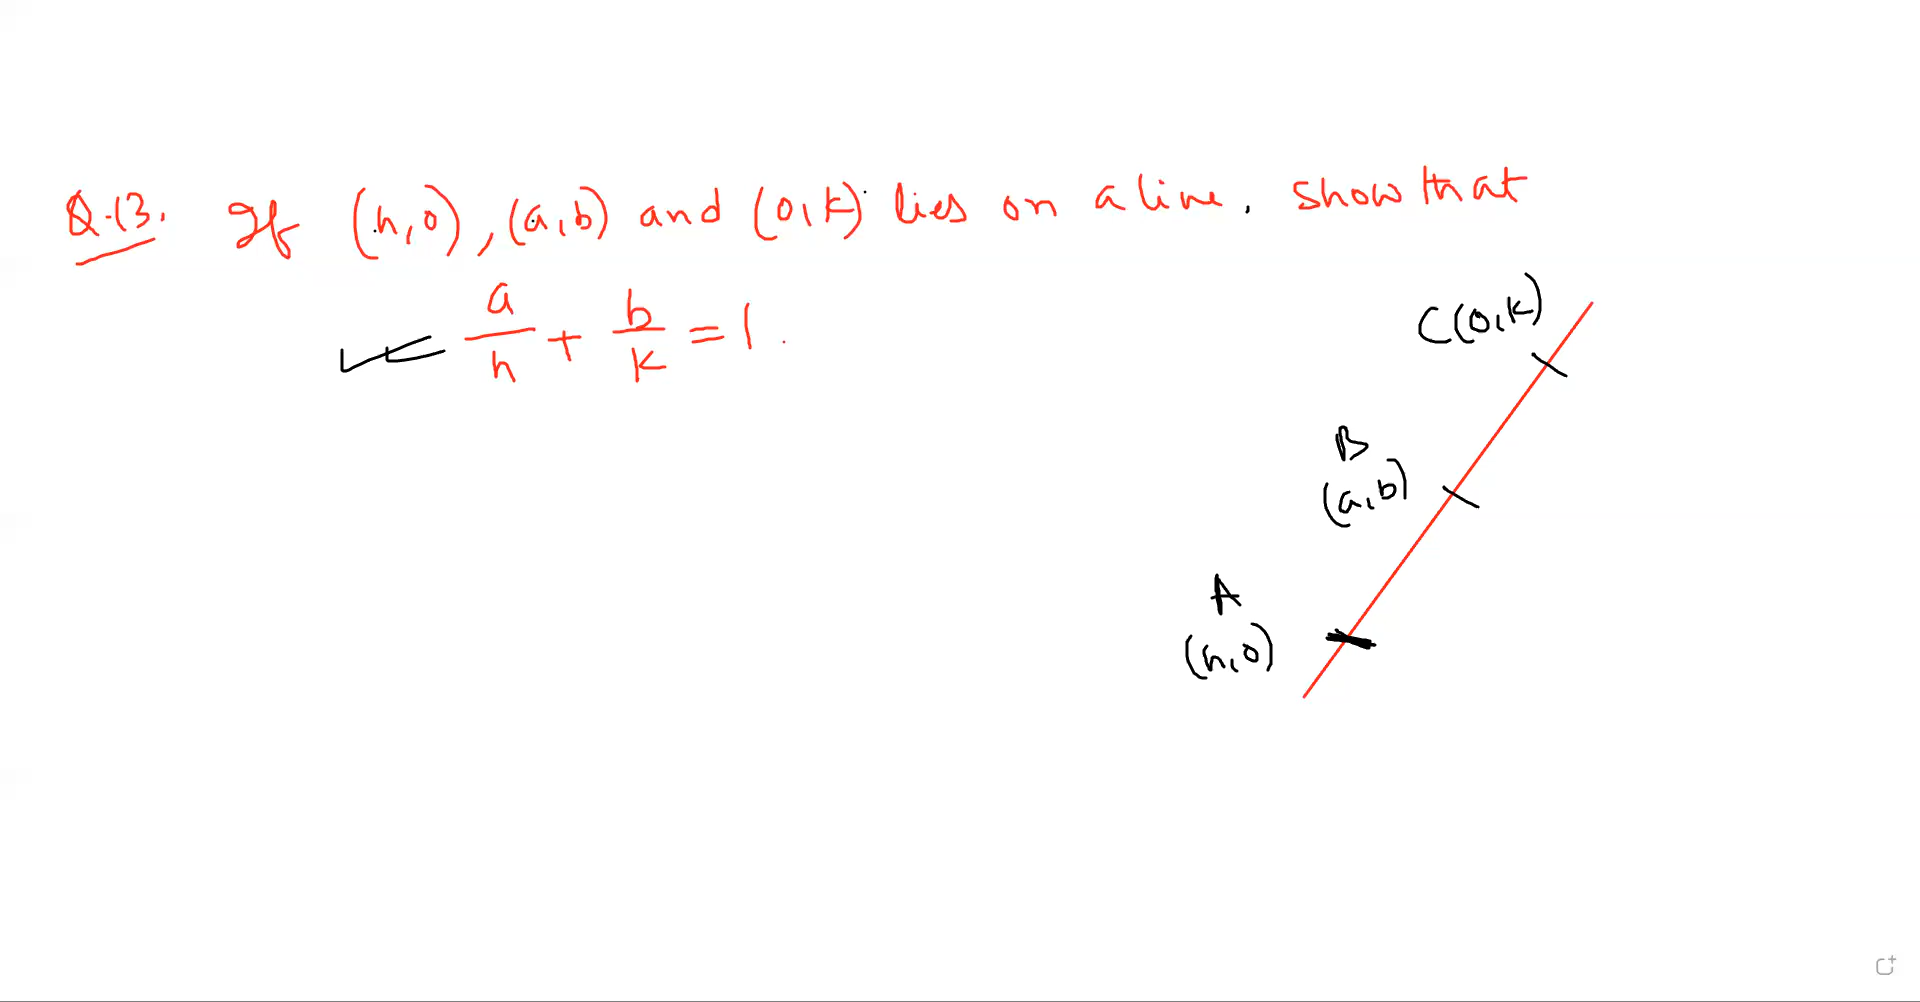 Q.13. If (h,0), (a,b) and (0,k) lies on a line. show that
a/h + b/k = 1.
C(0,k)
B
(a,b)
A
(h,0)